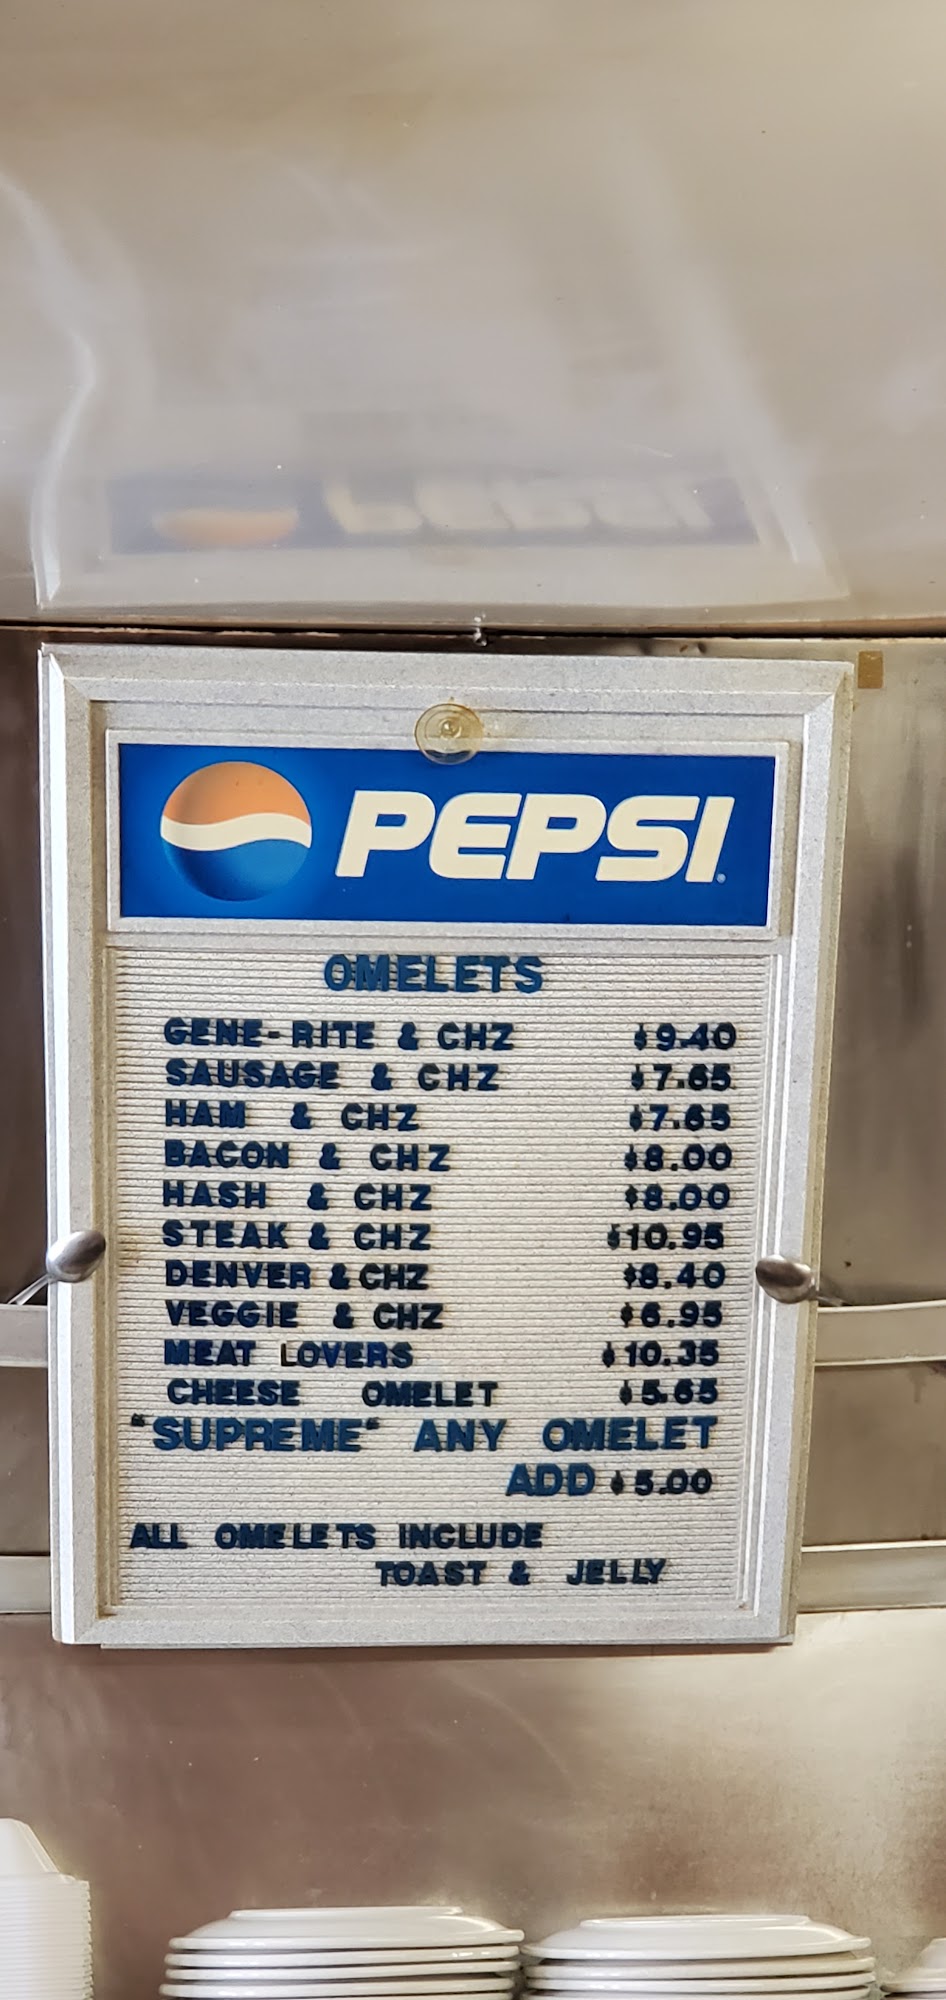 PEPSI
OMELETS
GENE-RITE & CHZ $9.40
SAUSAGE & CHZ $7.65
HAM & CHZ $7.65
BACON & CHZ $8.00
HASH & CHZ $8.00
STEAK & CHZ $10.95
DENVER & CHZ $8.40
VEGGIE & CHZ $6.95
MEAT LOVERS $10.35
CHEESE OMELET $5.65
"SUPREME" ANY OMELET
ADD $5.00
ALL OMELETS INCLUDE
TOAST & JELLY